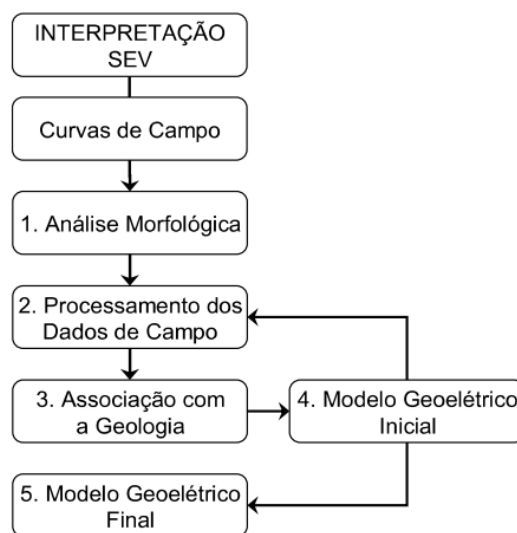 INTERPRETAÇÃO
SEV
Curvas de Campo
1. Análise Morfológica
2. Processamento dos
Dados de Campo
3. Associação com
a Geologia
4. Modelo Geoelétrico
Inicial
5. Modelo Geoelétrico
Final